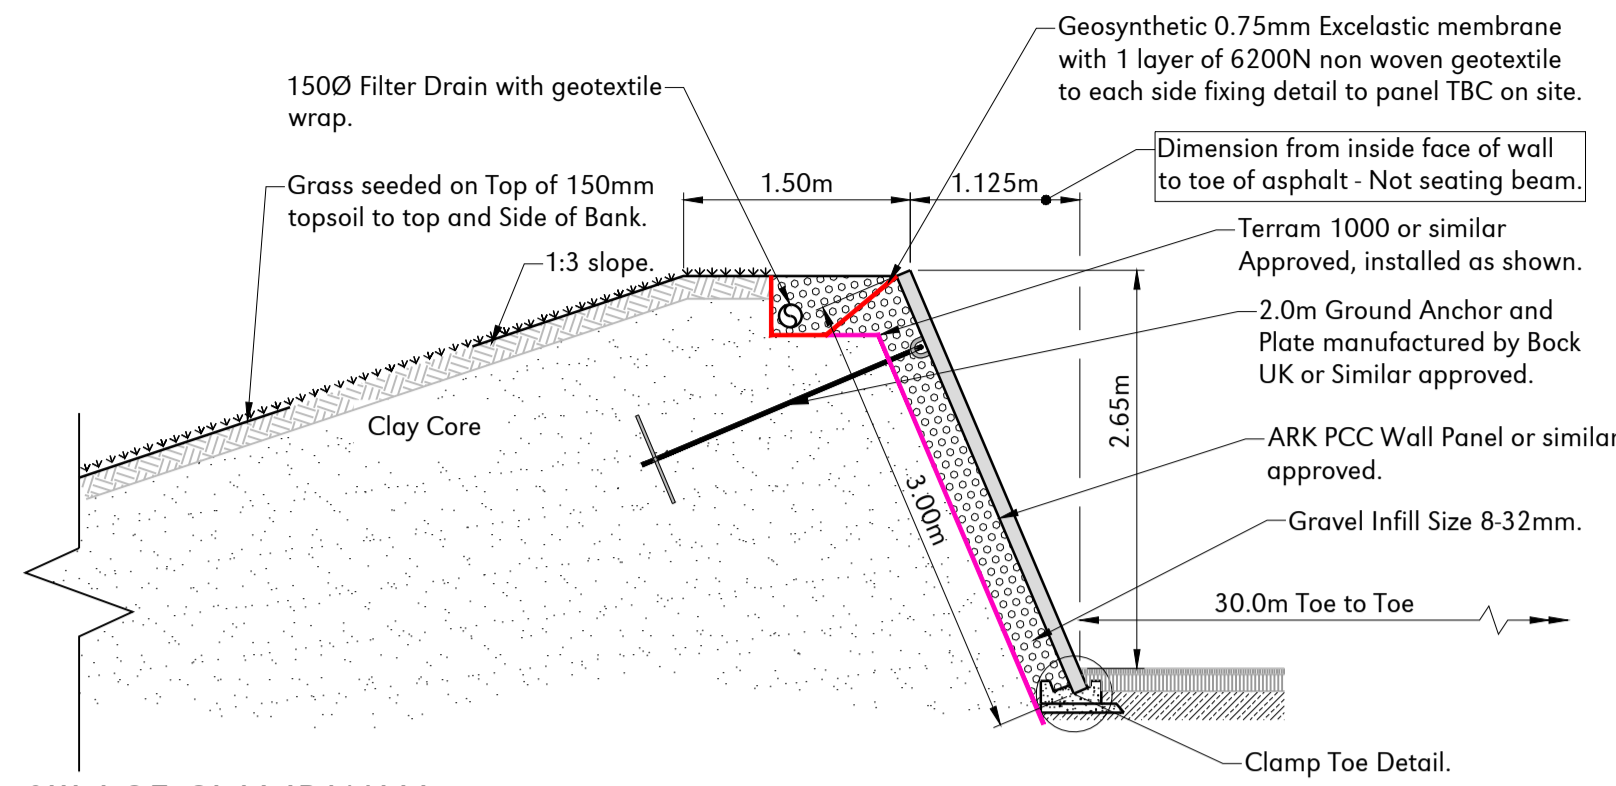 Geosynthetic 0.75mm Excelastic membrane
with 1 layer of 6200N non woven geotextile
to each side fixing detail to panel TBC on site.
150Ø Filter Drain with geotextile
wrap.
Dimension from inside face of wall
to toe of asphalt - Not seating beam.
Grass seeded on Top of 150mm
topsoil to top and Side of Bank.
1.50m
1.125m
1:3 slope.
Terram 1000 or similar
Approved, installed as shown.
2.0m Ground Anchor and
Plate manufactured by Bock
UK or Similar approved.
2.65m
Clay Core
ARK PCC Wall Panel or similar
approved.
3.00m
Gravel Infill Size 8-32mm.
30.0m Toe to Toe
Clamp Toe Detail.